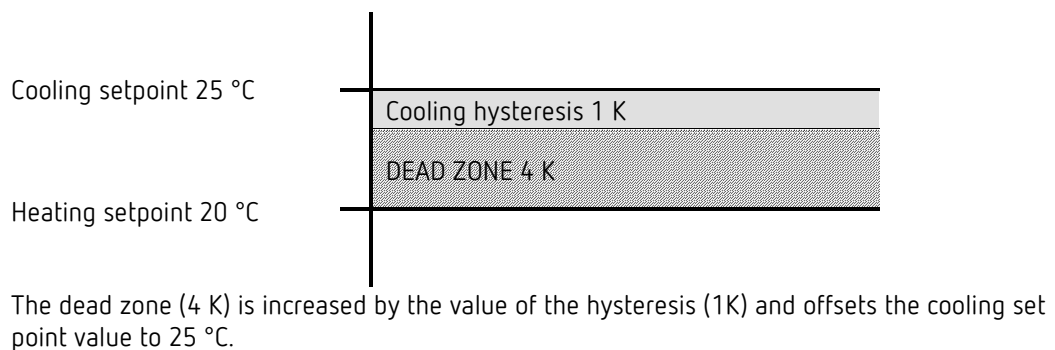 Cooling setpoint 25 °C
Cooling hysteresis 1 K
DEAD ZONE 4 K
Heating setpoint 20 °C
The dead zone (4 K) is increased by the value of the hysteresis (1K) and offsets the cooling set
point value to 25 °C.